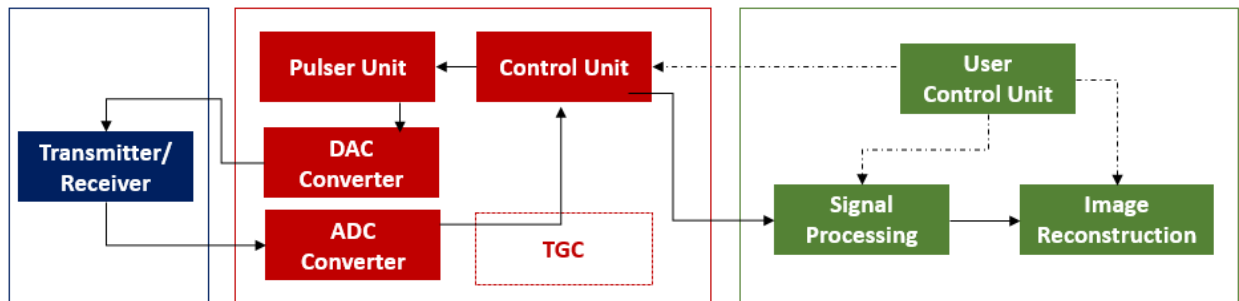 Pulser Unit
Control Unit
User
Control Unit
Transmitter/
Receiver
DAC
Converter
ADC
Converter
TGC
Signal
Processing
Image
Reconstruction